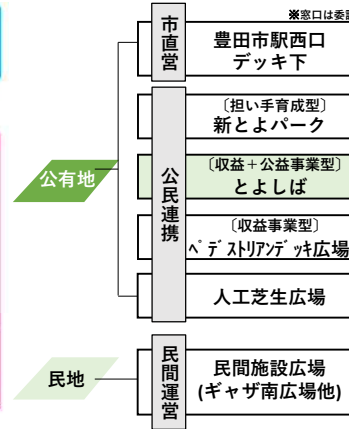 ※窓口は委託
市直営
豊田市駅西口
デッキ下
公有地
公民連携
〔担い手育成型〕
新とよパーク
〔収益＋公益事業型〕
とよしば
〔収益事業型〕
ﾍﾟﾃﾞｽﾄﾘｱﾝﾃﾞｯｷ広場
人工芝生広場
民地
民間運営
民間施設広場
(ギャザ南広場他)